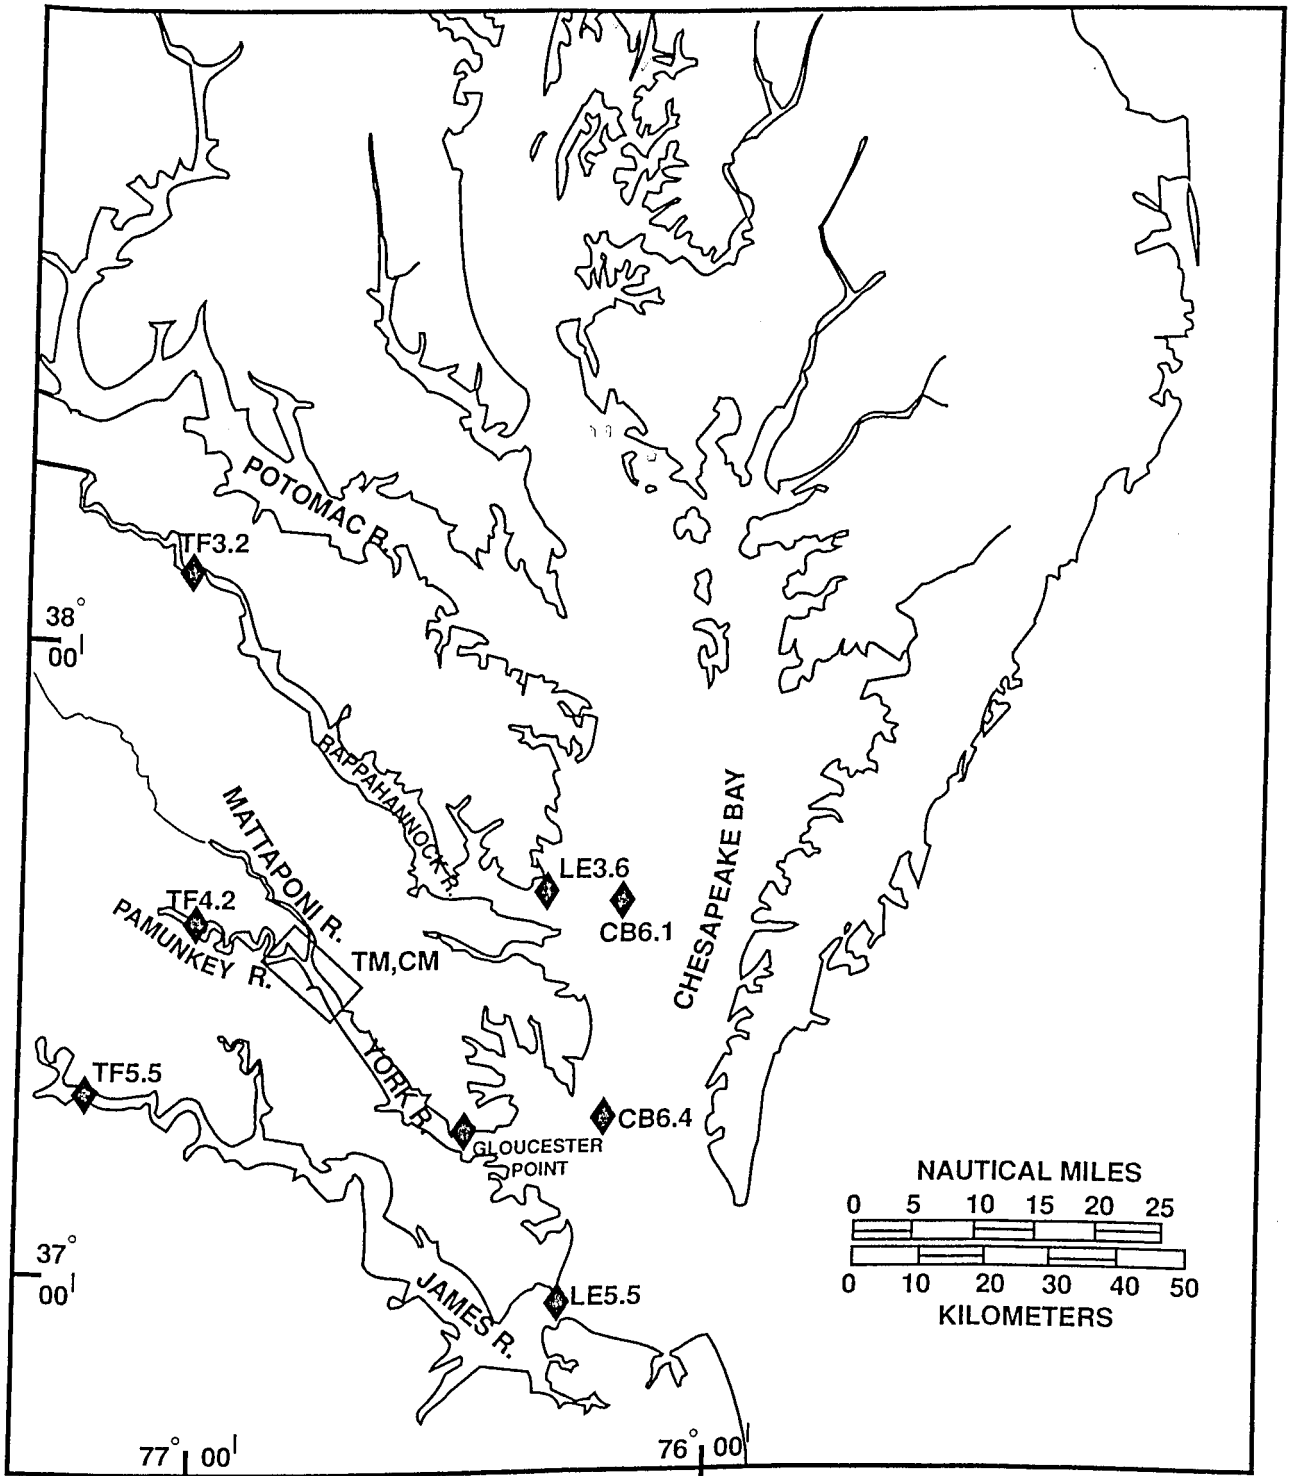 POTOMAC R.
TF3.2
38°
00'
RAPPAHANNOCK R.
MATTAPONI R.
CHESAPEAKE BAY
LE3.6
TF4.2
CB6.1
PAMUNKEY R.
TM,CM
YORK R.
TF5.5
CB6.4
GLOUCESTER
POINT
NAUTICAL MILES
0 5 10 15 20 25
37°
00'
0 10 20 30 40 50
KILOMETERS
JAMES R.
LE5.5
77° 00'
76° 00'